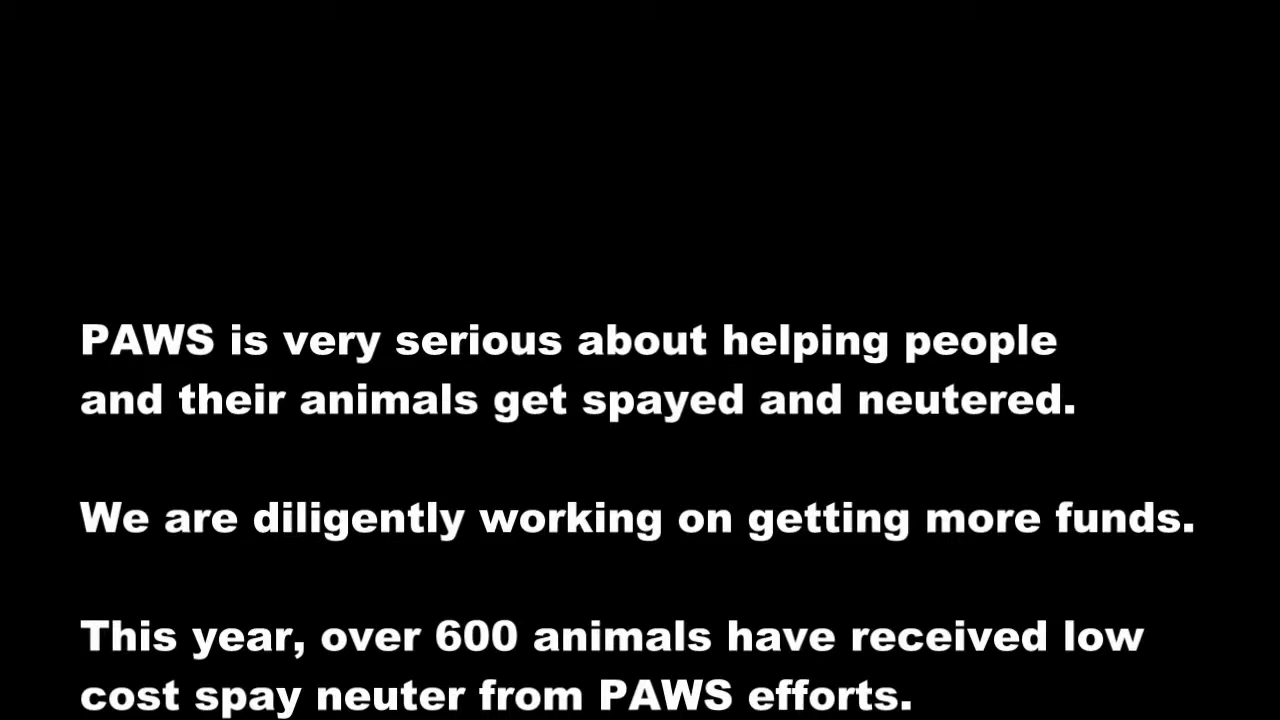 PAWS is very serious about helping people
and their animals get spayed and neutered.
We are diligently working on getting more funds.
This year, over 600 animals have received low
cost spay neuter from PAWS efforts.